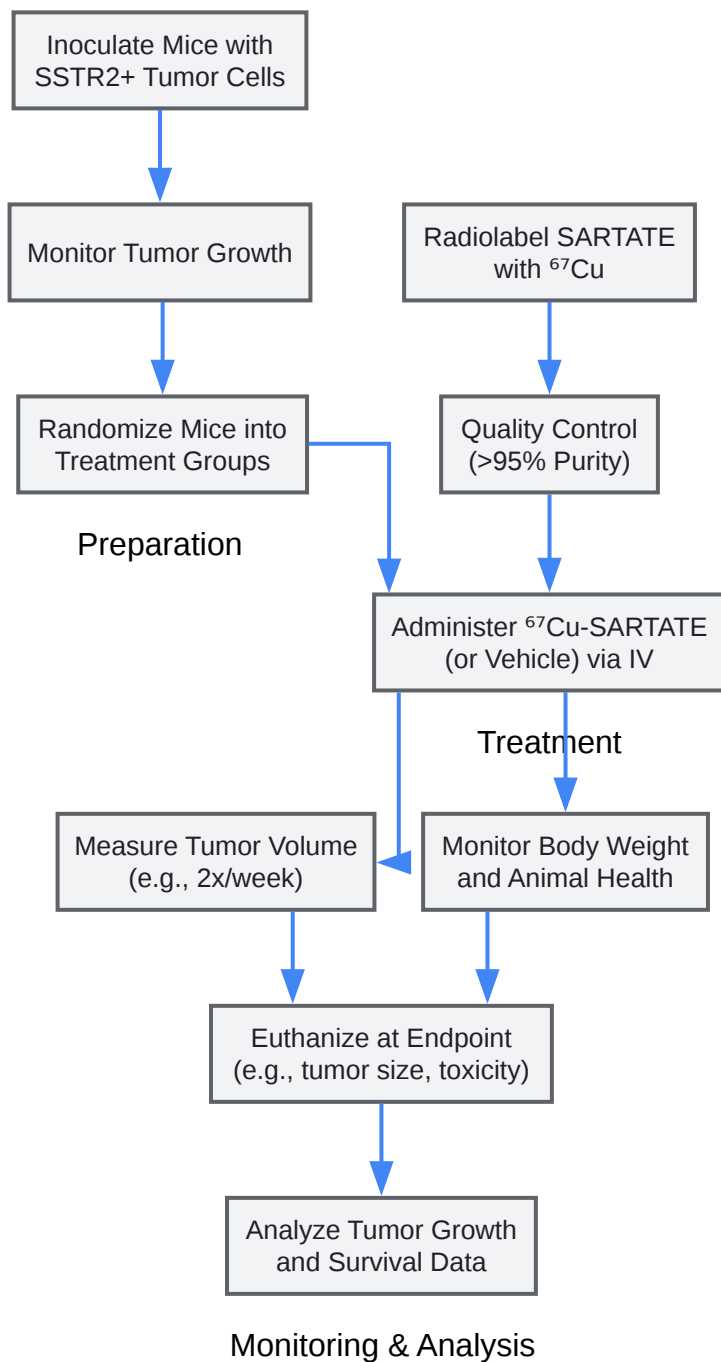 Inoculate Mice with
SSTR2+ Tumor Cells
Monitor Tumor Growth
Radiolabel SARTATE
with ⁶⁷Cu
Randomize Mice into
Treatment Groups
Quality Control
(>95% Purity)
Preparation
Administer ⁶⁷Cu-SARTATE
(or Vehicle) via IV
Treatment
Measure Tumor Volume
(e.g., 2x/week)
Monitor Body Weight
and Animal Health
Euthanize at Endpoint
(e.g., tumor size, toxicity)
Analyze Tumor Growth
and Survival Data
Monitoring & Analysis